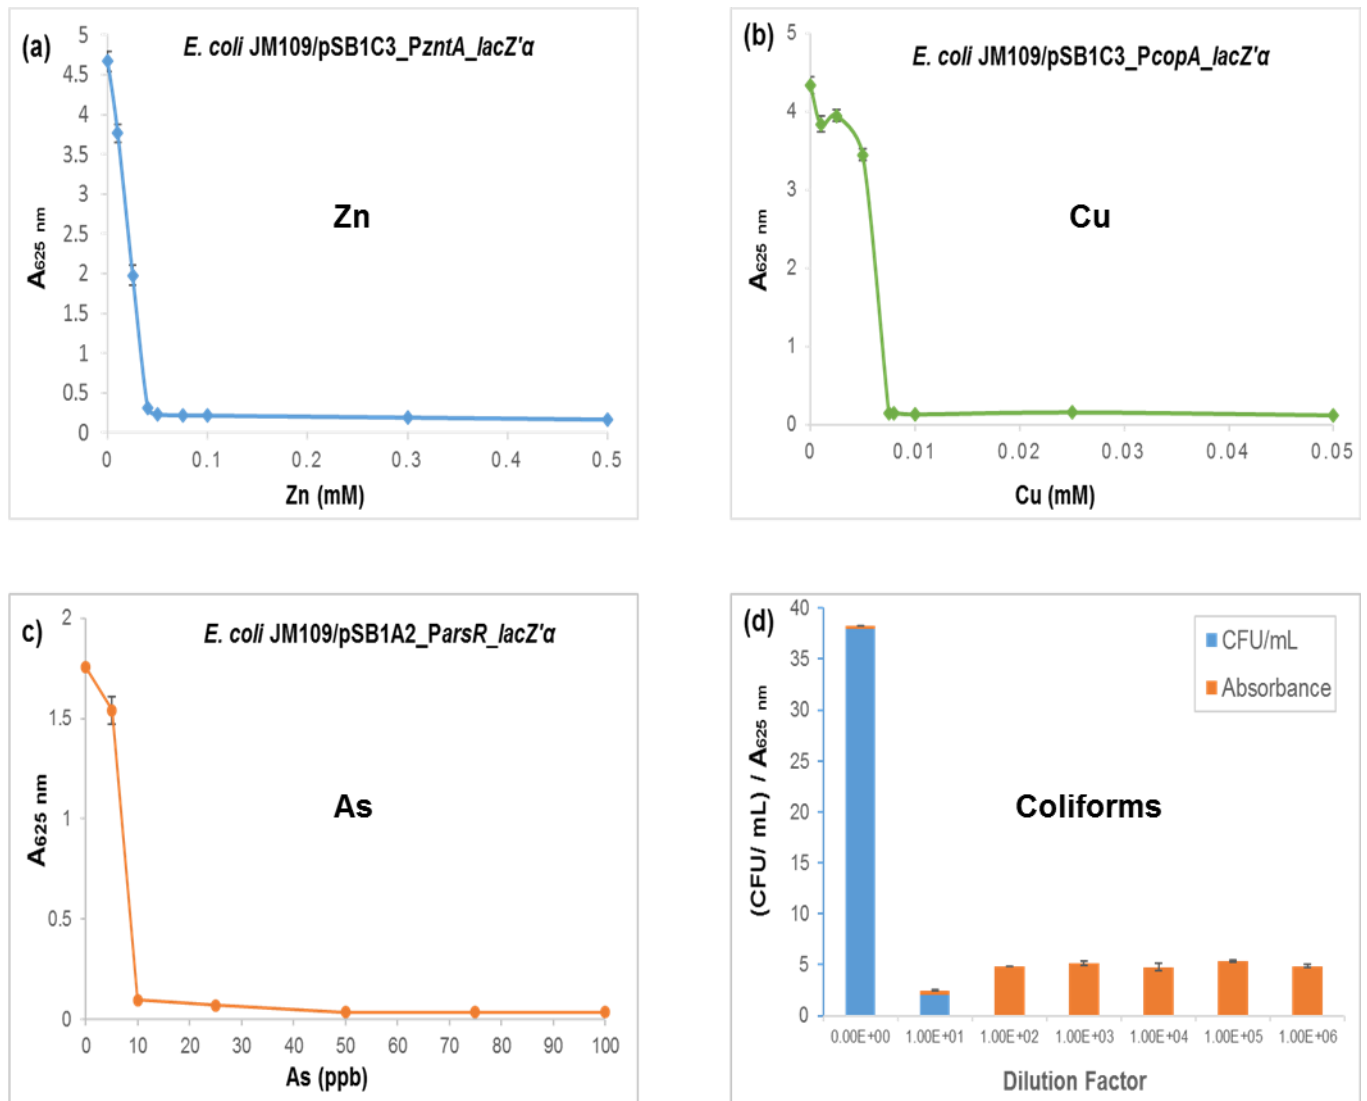 (a)
E. coli JM109/pSB1C3_PzntA_lacZ'α
5
4.5
4
3.5
3
2.5
2
1.5
1
0.5
0
A625 nm
Zn
0 0.1 0.2 0.3 0.4 0.5
Zn (mM)
(b)
E. coli JM109/pSB1C3_PcopA_lacZ'α
5
4
3
2
1
0
A625 nm
Cu
0 0.01 0.02 0.03 0.04 0.05
Cu (mM)
c)
E. coli JM109/pSB1A2_ParsR_lacZ'α
2
1.5
1
0.5
0
A625 nm
As
0 10 20 30 40 50 60 70 80 90 100
As (ppb)
(d)
40
35
30
25
20
15
10
5
0
(CFU/ mL) / A625 nm
CFU/mL
Absorbance
Coliforms
0.00E+00 1.00E+01 1.00E+02 1.00E+03 1.00E+04 1.00E+05 1.00E+06
Dilution Factor